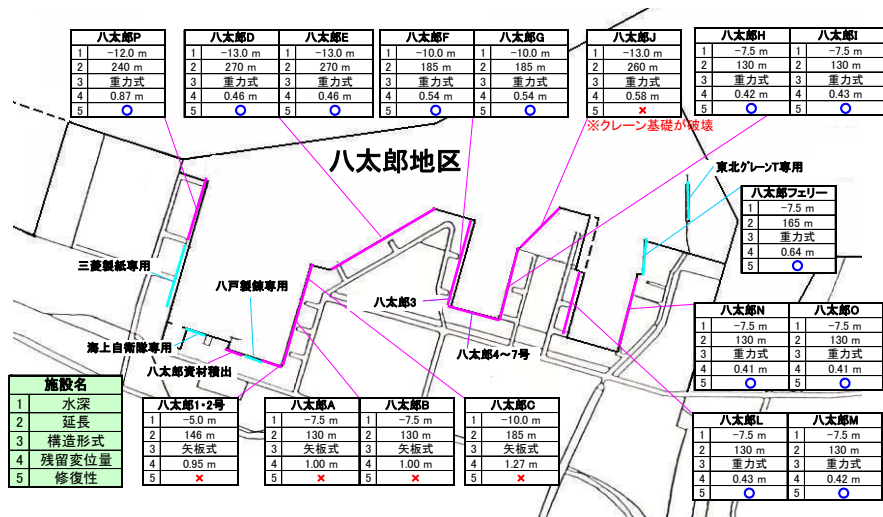 八太郎P
1 -12.0 m
2 240 m
3 重力式
4 0.87 m
5 ○
八太郎D 八太郎E
1 -13.0 m 1 -13.0 m
2 270 m 2 270 m
3 重力式 3 重力式
4 0.46 m 4 0.46 m
5 ○ 5 ○
八太郎F 八太郎G
1 -10.0 m 1 -10.0 m
2 185 m 2 185 m
3 重力式 3 重力式
4 0.54 m 4 0.54 m
5 ○ 5 ○
八太郎J
1 -13.0 m
2 260 m
3 重力式
4 0.58 m
5 ×
※クレーン基礎が破壊
八太郎H 八太郎I
1 -7.5 m 1 -7.5 m
2 130 m 2 130 m
3 重力式 3 重力式
4 0.42 m 4 0.43 m
5 ○ 5 ○
八太郎地区
東北グレーンT専用
八太郎フェリー
1 -7.5 m
2 165 m
3 重力式
4 0.64 m
5 ○
三菱製紙専用
八戸製錬専用
八太郎3
海上自衛隊専用
八太郎資材積出
八太郎4～7号
八太郎N 八太郎O
1 -7.5 m 1 -7.5 m
2 130 m 2 130 m
3 重力式 3 重力式
4 0.41 m 4 0.41 m
5 ○ 5 ○
施設名
1 水深
2 延長
3 構造形式
4 残留変位量
5 修復性
八太郎1・2号
1 -5.0 m
2 146 m
3 矢板式
4 0.95 m
5 ×
八太郎A 八太郎B
1 -7.5 m 1 -7.5 m
2 130 m 2 130 m
3 矢板式 3 矢板式
4 1.00 m 4 1.00 m
5 × 5 ×
八太郎C
1 -10.0 m
2 185 m
3 矢板式
4 1.27 m
5 ×
八太郎L 八太郎M
1 -7.5 m 1 -7.5 m
2 130 m 2 130 m
3 重力式 3 重力式
4 0.43 m 4 0.42 m
5 ○ 5 ○